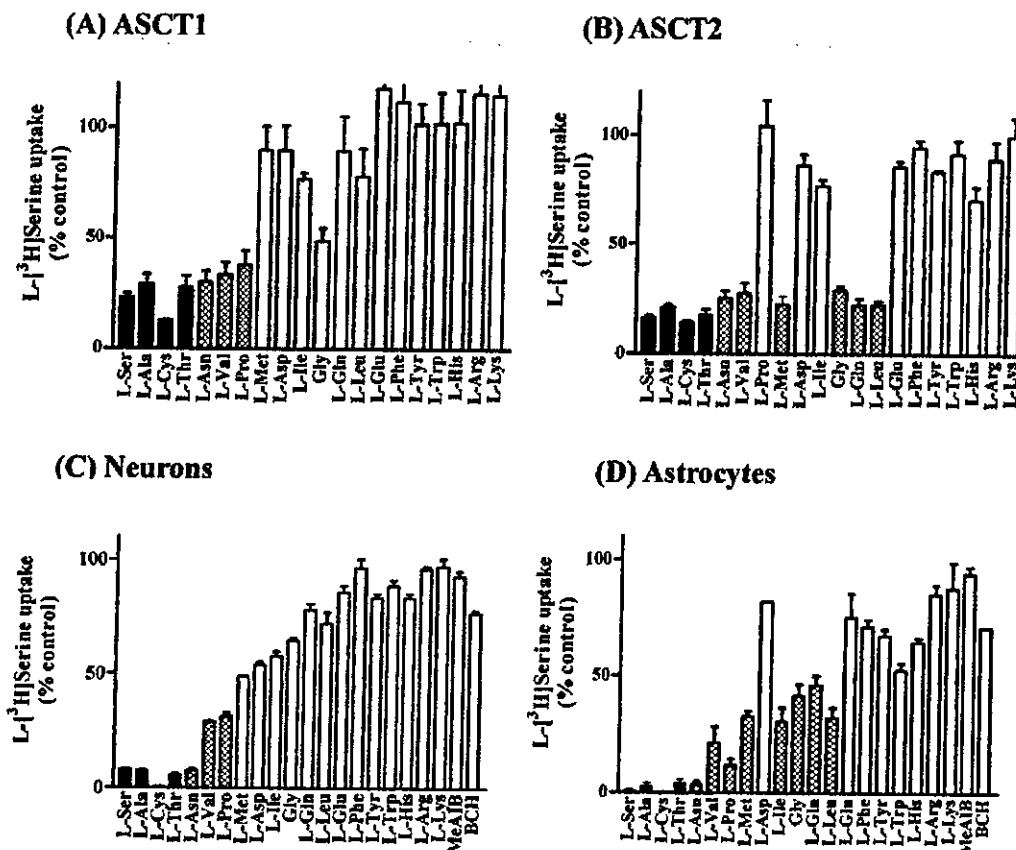 (A) ASCT1
L-[³H]Serine uptake
(% control)
100
50
0
L-Ser
L-Ala
L-Cys
L-Thr
L-Asn
L-Val
L-Pro
L-Met
L-Asp
L-Ile
Gly
L-Gln
L-Leu
L-Glu
L-Phe
L-Tyr
L-Trp
L-His
L-Arg
L-Lys
(B) ASCT2
L-[³H]Serine uptake
(% control)
100
50
0
L-Ser
L-Ala
L-Cys
L-Thr
L-Asn
L-Val
L-Pro
L-Met
L-Asp
L-Ile
Gly
L-Gln
L-Leu
L-Glu
L-Phe
L-Tyr
L-Trp
L-His
L-Arg
L-Lys
(C) Neurons
L-[³H]Serine uptake
(% control)
100
50
0
L-Ser
L-Ala
L-Cys
L-Thr
L-Asn
L-Val
L-Pro
L-Met
L-Asp
L-Ile
Gly
L-Gln
L-Leu
L-Glu
L-Phe
L-Tyr
L-Trp
L-His
L-Arg
L-Lys
MeAIB
BCH
(D) Astrocytes
L-[³H]Serine uptake
(% control)
100
50
0
L-Ser
L-Ala
L-Cys
L-Thr
L-Asn
L-Val
L-Pro
L-Met
L-Asp
L-Ile
Gly
L-Gln
L-Leu
L-Glu
L-Phe
L-Tyr
L-Trp
L-His
L-Arg
L-Lys
MeAIB
BCH